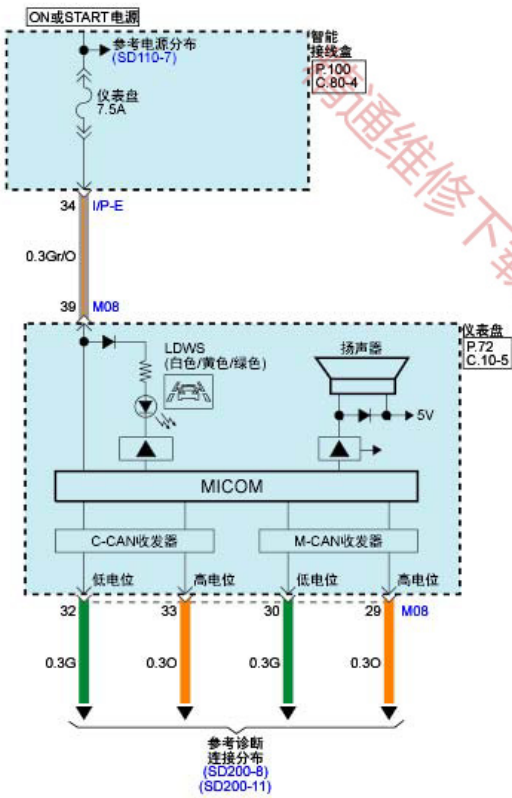 ON或START电源
参考电源分布
(SD110-7)
智能
接线盒
P.100
C.80-4
仪表盘
7.5A
34 I/P-E
0.3Gr/O
39 M08
仪表盘
P.72
C.10-5
LDWS
(白色/黄色/绿色)
扬声器
5V
MICOM
C-CAN收发器
M-CAN收发器
低电位
高电位
低电位
高电位
32
33
30
29 M08
0.3G
0.3O
0.3G
0.3O
参考诊断
连接分布
(SD200-8)
(SD200-11)
通维修下载